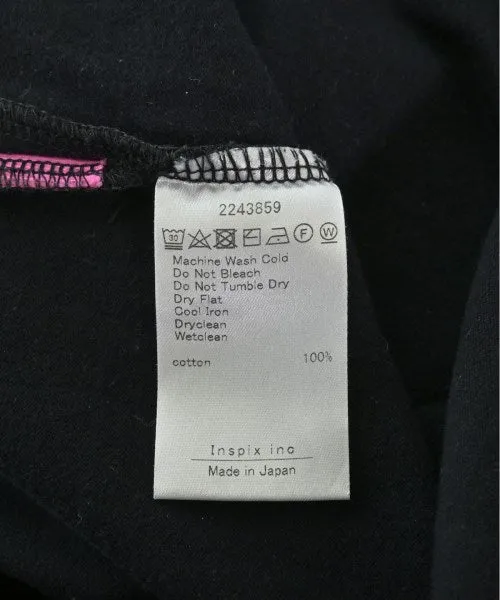 2243859
30 F W
Machine Wash Cold
Do Not Bleach
Do Not Tumble Dry
Dry Flat
Cool Iron
Dryclean
Wetclean
cotton 100%
Inspix inc
Made in Japan